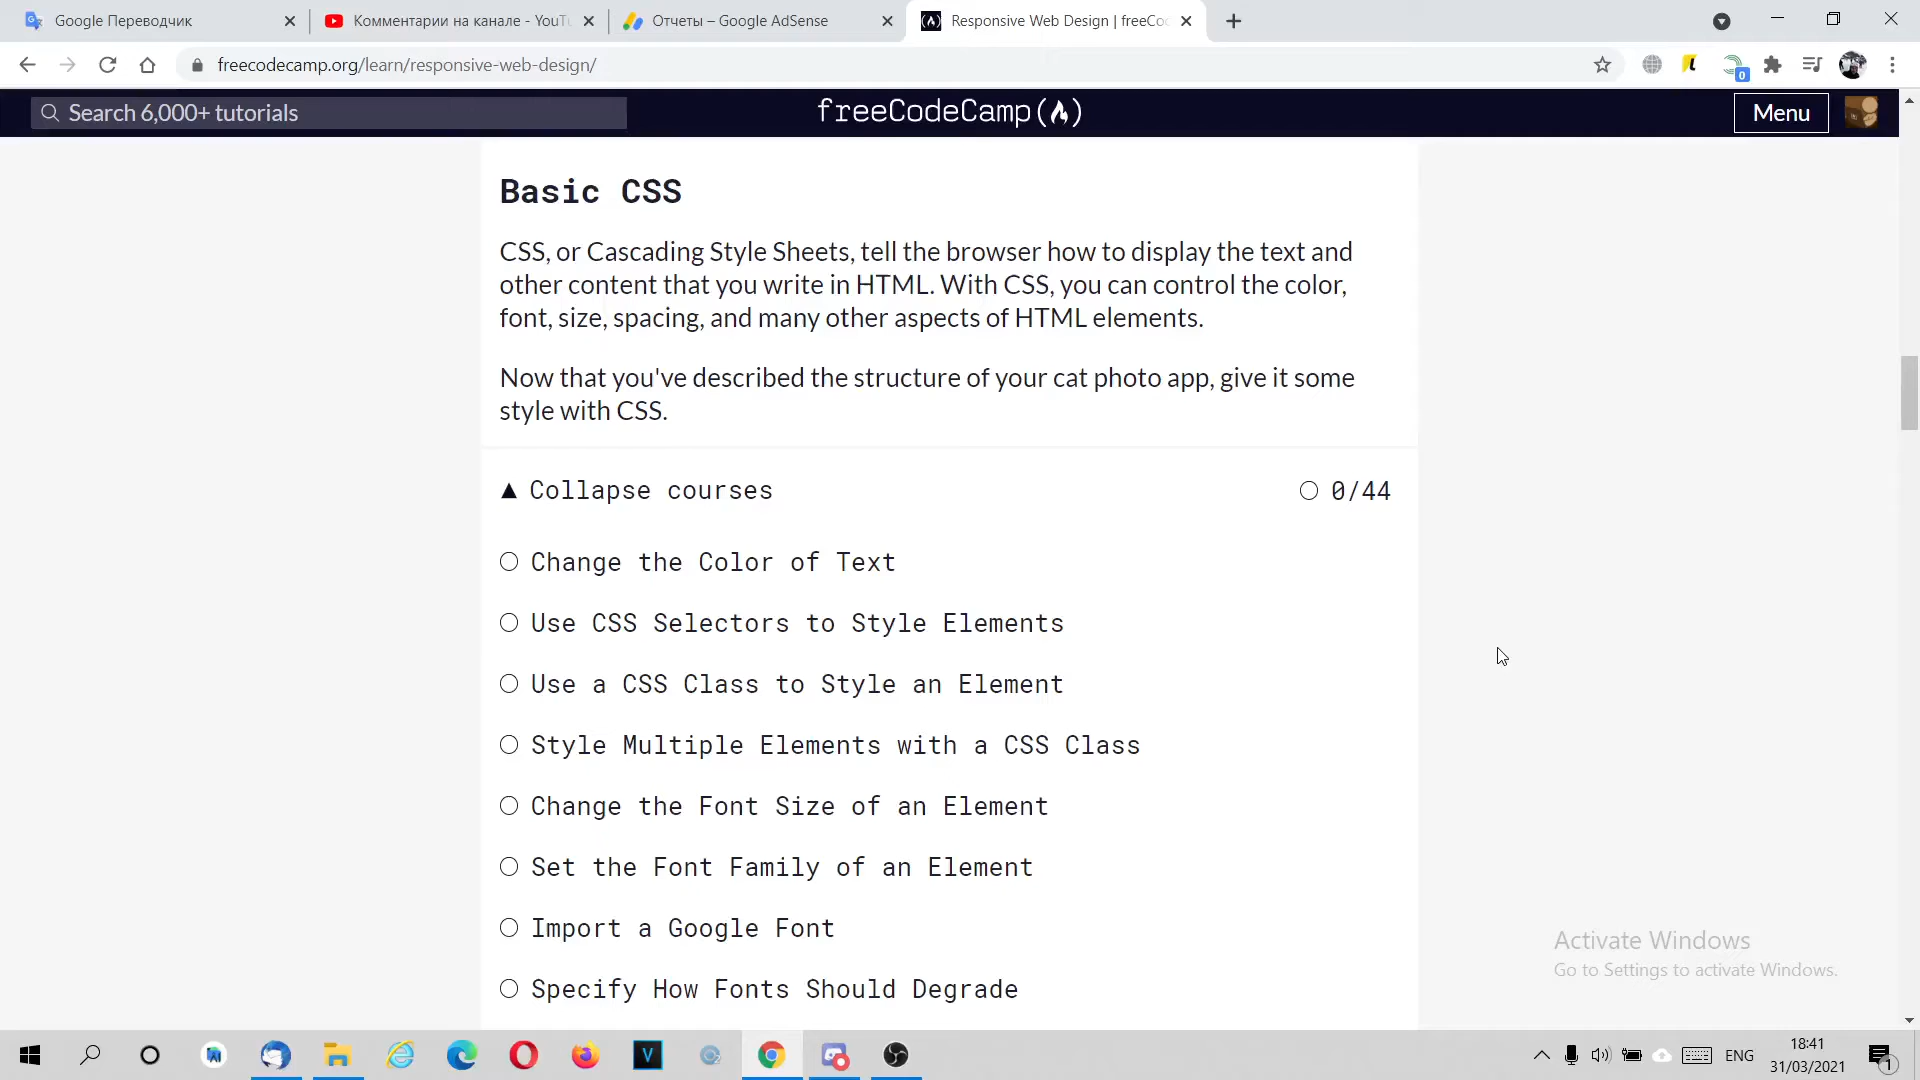 Google Переводчик
Комментарии на канале - YouTu
Отчеты – Google AdSense
Responsive Web Design | freeCo
freecodecamp.org/learn/responsive-web-design/
0
Search 6,000+ tutorials
freeCodeCamp
Menu
Basic CSS
CSS, or Cascading Style Sheets, tell the browser how to display the text and
other content that you write in HTML. With CSS, you can control the color,
font, size, spacing, and many other aspects of HTML elements.
Now that you've described the structure of your cat photo app, give it some
style with CSS.
Collapse courses
0/44
Change the Color of Text
Use CSS Selectors to Style Elements
Use a CSS Class to Style an Element
Style Multiple Elements with a CSS Class
Change the Font Size of an Element
Set the Font Family of an Element
Import a Google Font
Specify How Fonts Should Degrade
Activate Windows
Go to Settings to activate Windows.
V
ENG
18:41
31/03/2021
1